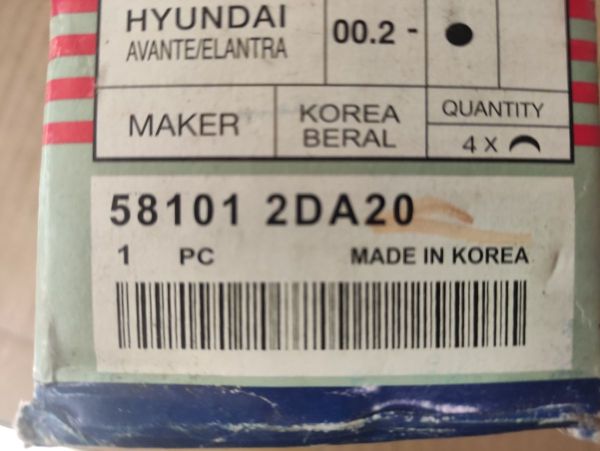 HYUNDAI
AVANTE/ELANTRA
00.2 - ●
MAKER
KOREA
BERAL
QUANTITY
4 X
58101 2DA20
1 PC MADE IN KOREA